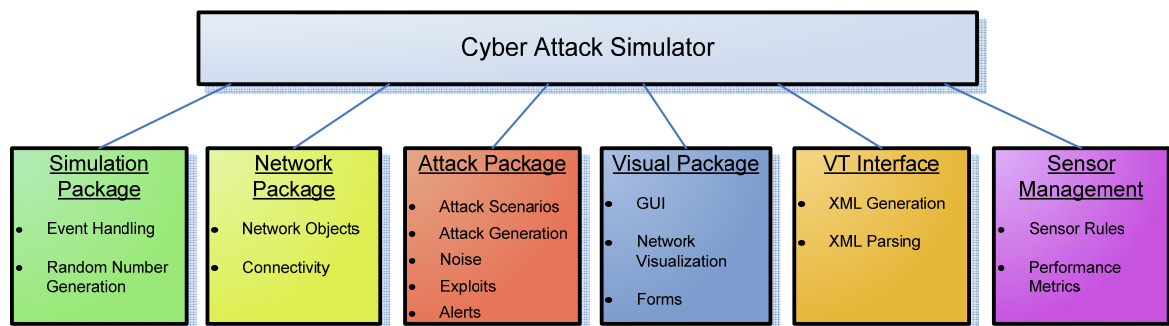 Cyber Attack Simulator
Simulation
Package
• Event Handling
• Random Number
Generation
Network
Package
• Network Objects
• Connectivity
Attack Package
• Attack Scenarios
• Attack Generation
• Noise
• Exploits
• Alerts
Visual Package
• GUI
• Network
Visualization
• Forms
VT Interface
• XML Generation
• XML Parsing
Sensor
Management
• Sensor Rules
• Performance
Metrics